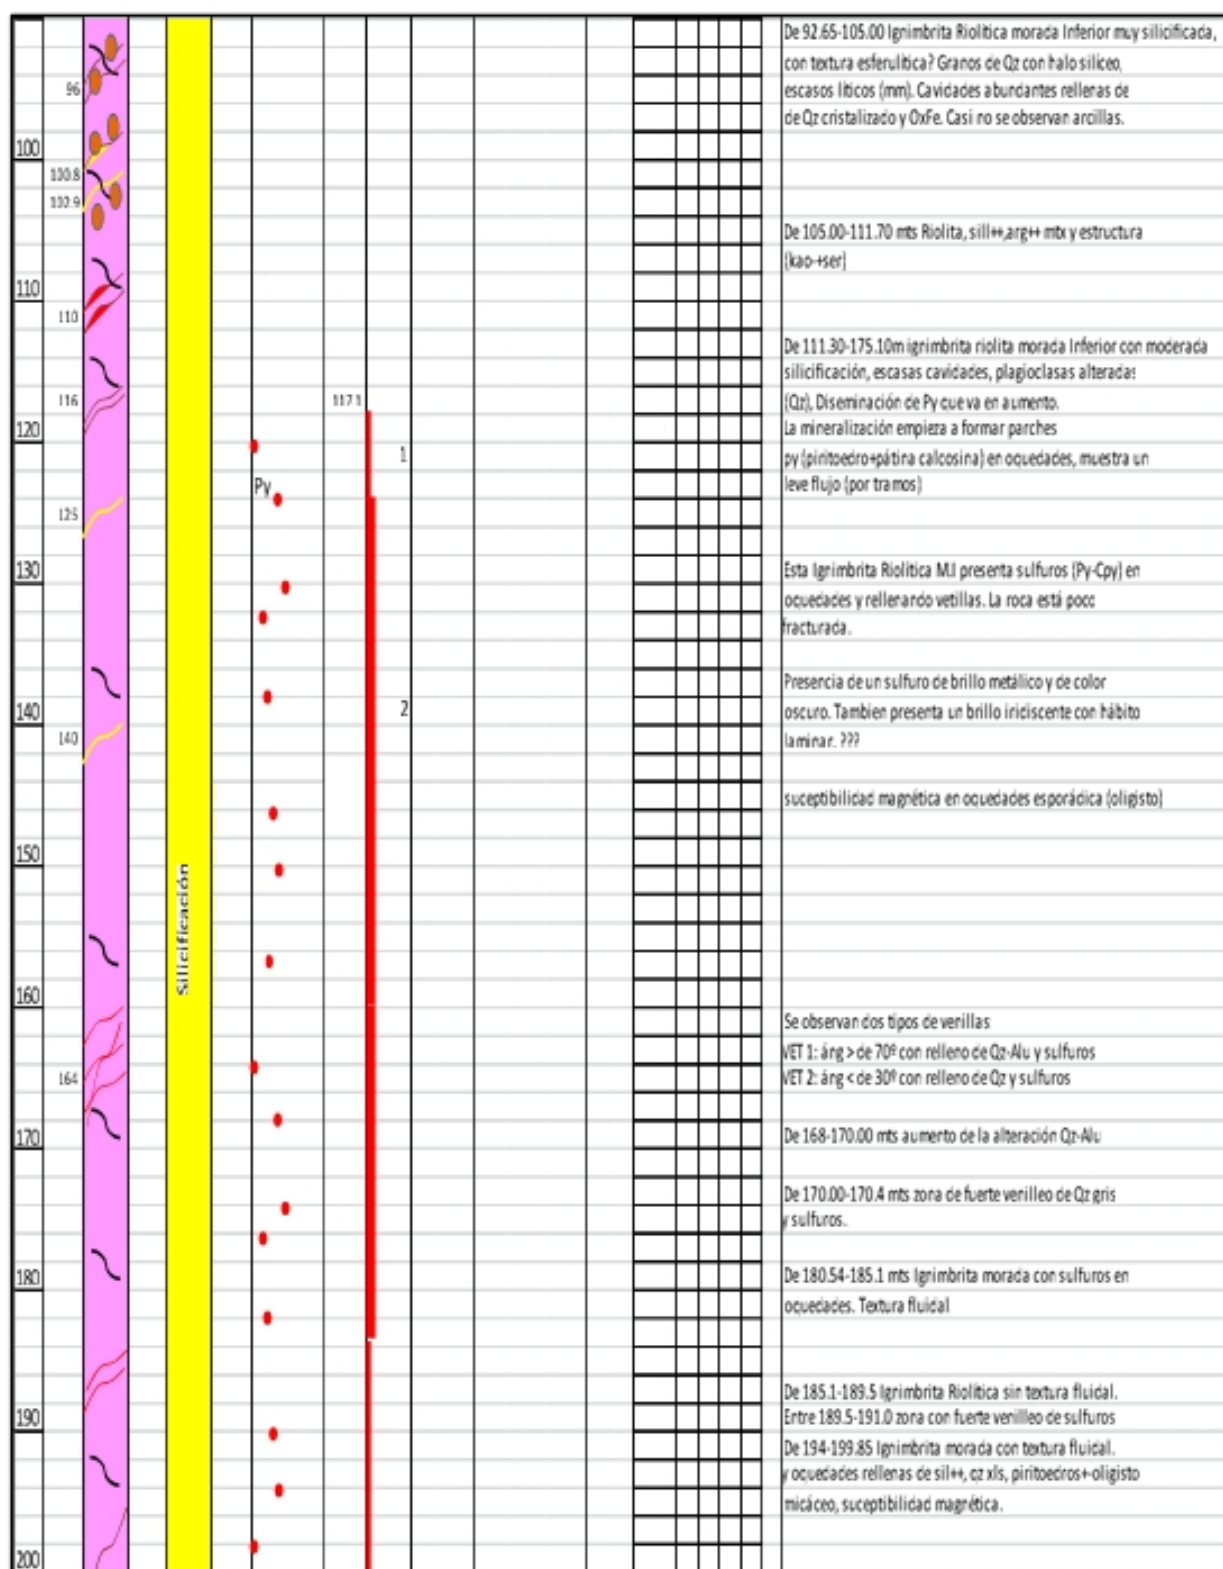 De 92.65-105.00 Ignimbrita Riolítica morada Inferior muy silicificada,
con textura esferulítica? Granos de Qz con halo silíceo,
escasos líticos (mm). Cavidades abundantes rellenas de
de Qz cristalizado y OxFe. Casi no se observan arcillas.
96
100
100.8
102.9
De 105.00-111.70 mts Riolita, sill++,arg++ mtx y estructura
(kao+ser)
110
110
De 111.30-175.10m ignimbrita riolita morada Inferior con moderada
silicificación, escasas cavidades, plagioclasas alteradas
(Qz), Diseminación de Py que va en aumento.
La mineralización empieza a formar parches
py (piritoedro+pátina calcosina) en oquedades, muestra un
leve flujo (por tramos)
116
117.1
120
1
Py
125
130
Esta Ignimbrita Riolítica M.I presenta sulfuros (Py-Cpy) en
oquedades y rellenando vetillas. La roca está poco
fracturada.
Presencia de un sulfuro de brillo metálico y de color
oscuro. Tambien presenta un brillo iridiscente con hábito
laminar. ???
140
2
140
suceptibilidad magnética en oquedades esporádica (oligisto)
150
Silicificación
160
Se observan dos tipos de venillas
VET 1: áng > de 70º con relleno de Qz-Alu y sulfuros
VET 2: áng < de 30º con relleno de Qz y sulfuros
164
170
De 168-170.00 mts aumento de la alteración Qz-Alu
De 170.00-170.4 mts zona de fuerte venilleo de Qz gris
y sulfuros.
180
De 180.54-185.1 mts Ignimbrita morada con sulfuros en
oquedades. Textura fluidal
De 185.1-189.5 Ignimbrita Riolítica sin textura fluidal.
190
Entre 189.5-191.0 zona con fuerte venilleo de sulfuros
De 194-199.85 Ignimbrita morada con textura fluidal.
y oquedades rellenas de sil++, qz xls, piritoedros+-oligisto
micáceo, suceptibilidad magnética.
200